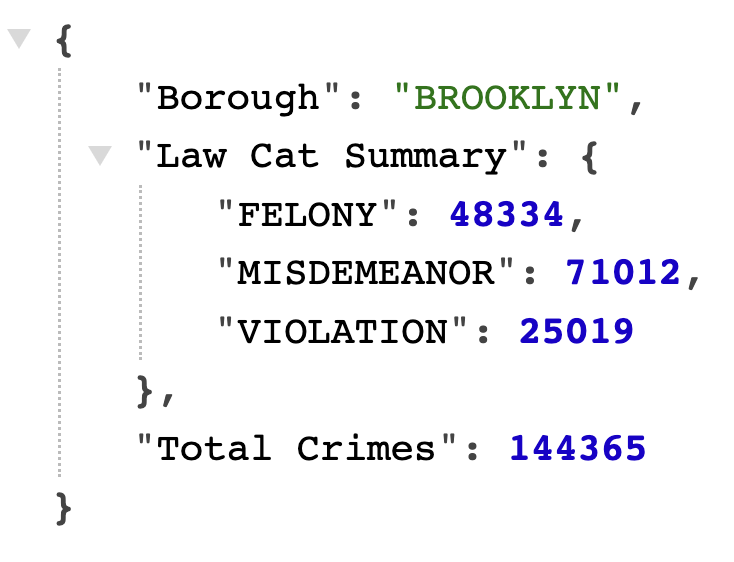 {
"Borough": "BROOKLYN",
"Law Cat Summary": {
"FELONY": 48334,
"MISDEMEANOR": 71012,
"VIOLATION": 25019
},
"Total Crimes": 144365
}